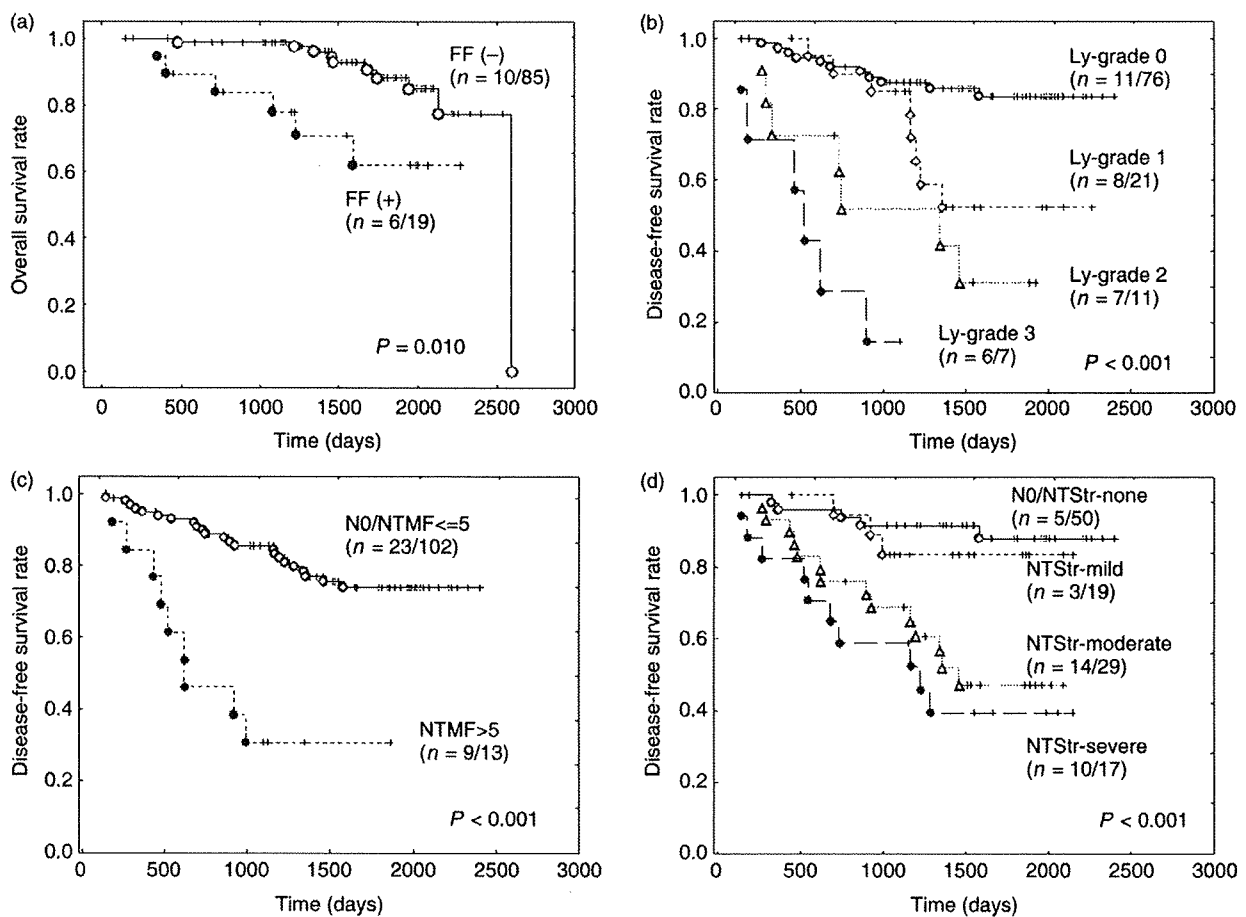 (a)
Overall survival rate
1.0
0.8
0.6
0.4
0.2
0.0
FF (–)
(n = 10/85)
FF (+)
(n = 6/19)
P = 0.010
0 500 1000 1500 2000 2500 3000
Time (days)
(b)
Disease-free survival rate
1.0
0.8
0.6
0.4
0.2
0.0
Ly-grade 0
(n = 11/76)
Ly-grade 1
(n = 8/21)
Ly-grade 2
(n = 7/11)
Ly-grade 3
(n = 6/7)
P < 0.001
0 500 1000 1500 2000 2500 3000
Time (days)
(c)
Disease-free survival rate
1.0
0.8
0.6
0.4
0.2
0.0
N0/NTMF<=5
(n = 23/102)
NTMF>5
(n = 9/13)
P < 0.001
0 500 1000 1500 2000 2500 3000
Time (days)
(d)
Disease-free survival rate
1.0
0.8
0.6
0.4
0.2
0.0
N0/NTStr-none
(n = 5/50)
NTStr-mild
(n = 3/19)
NTStr-moderate
(n = 14/29)
NTStr-severe
(n = 10/17)
P < 0.001
0 500 1000 1500 2000 2500 3000
Time (days)